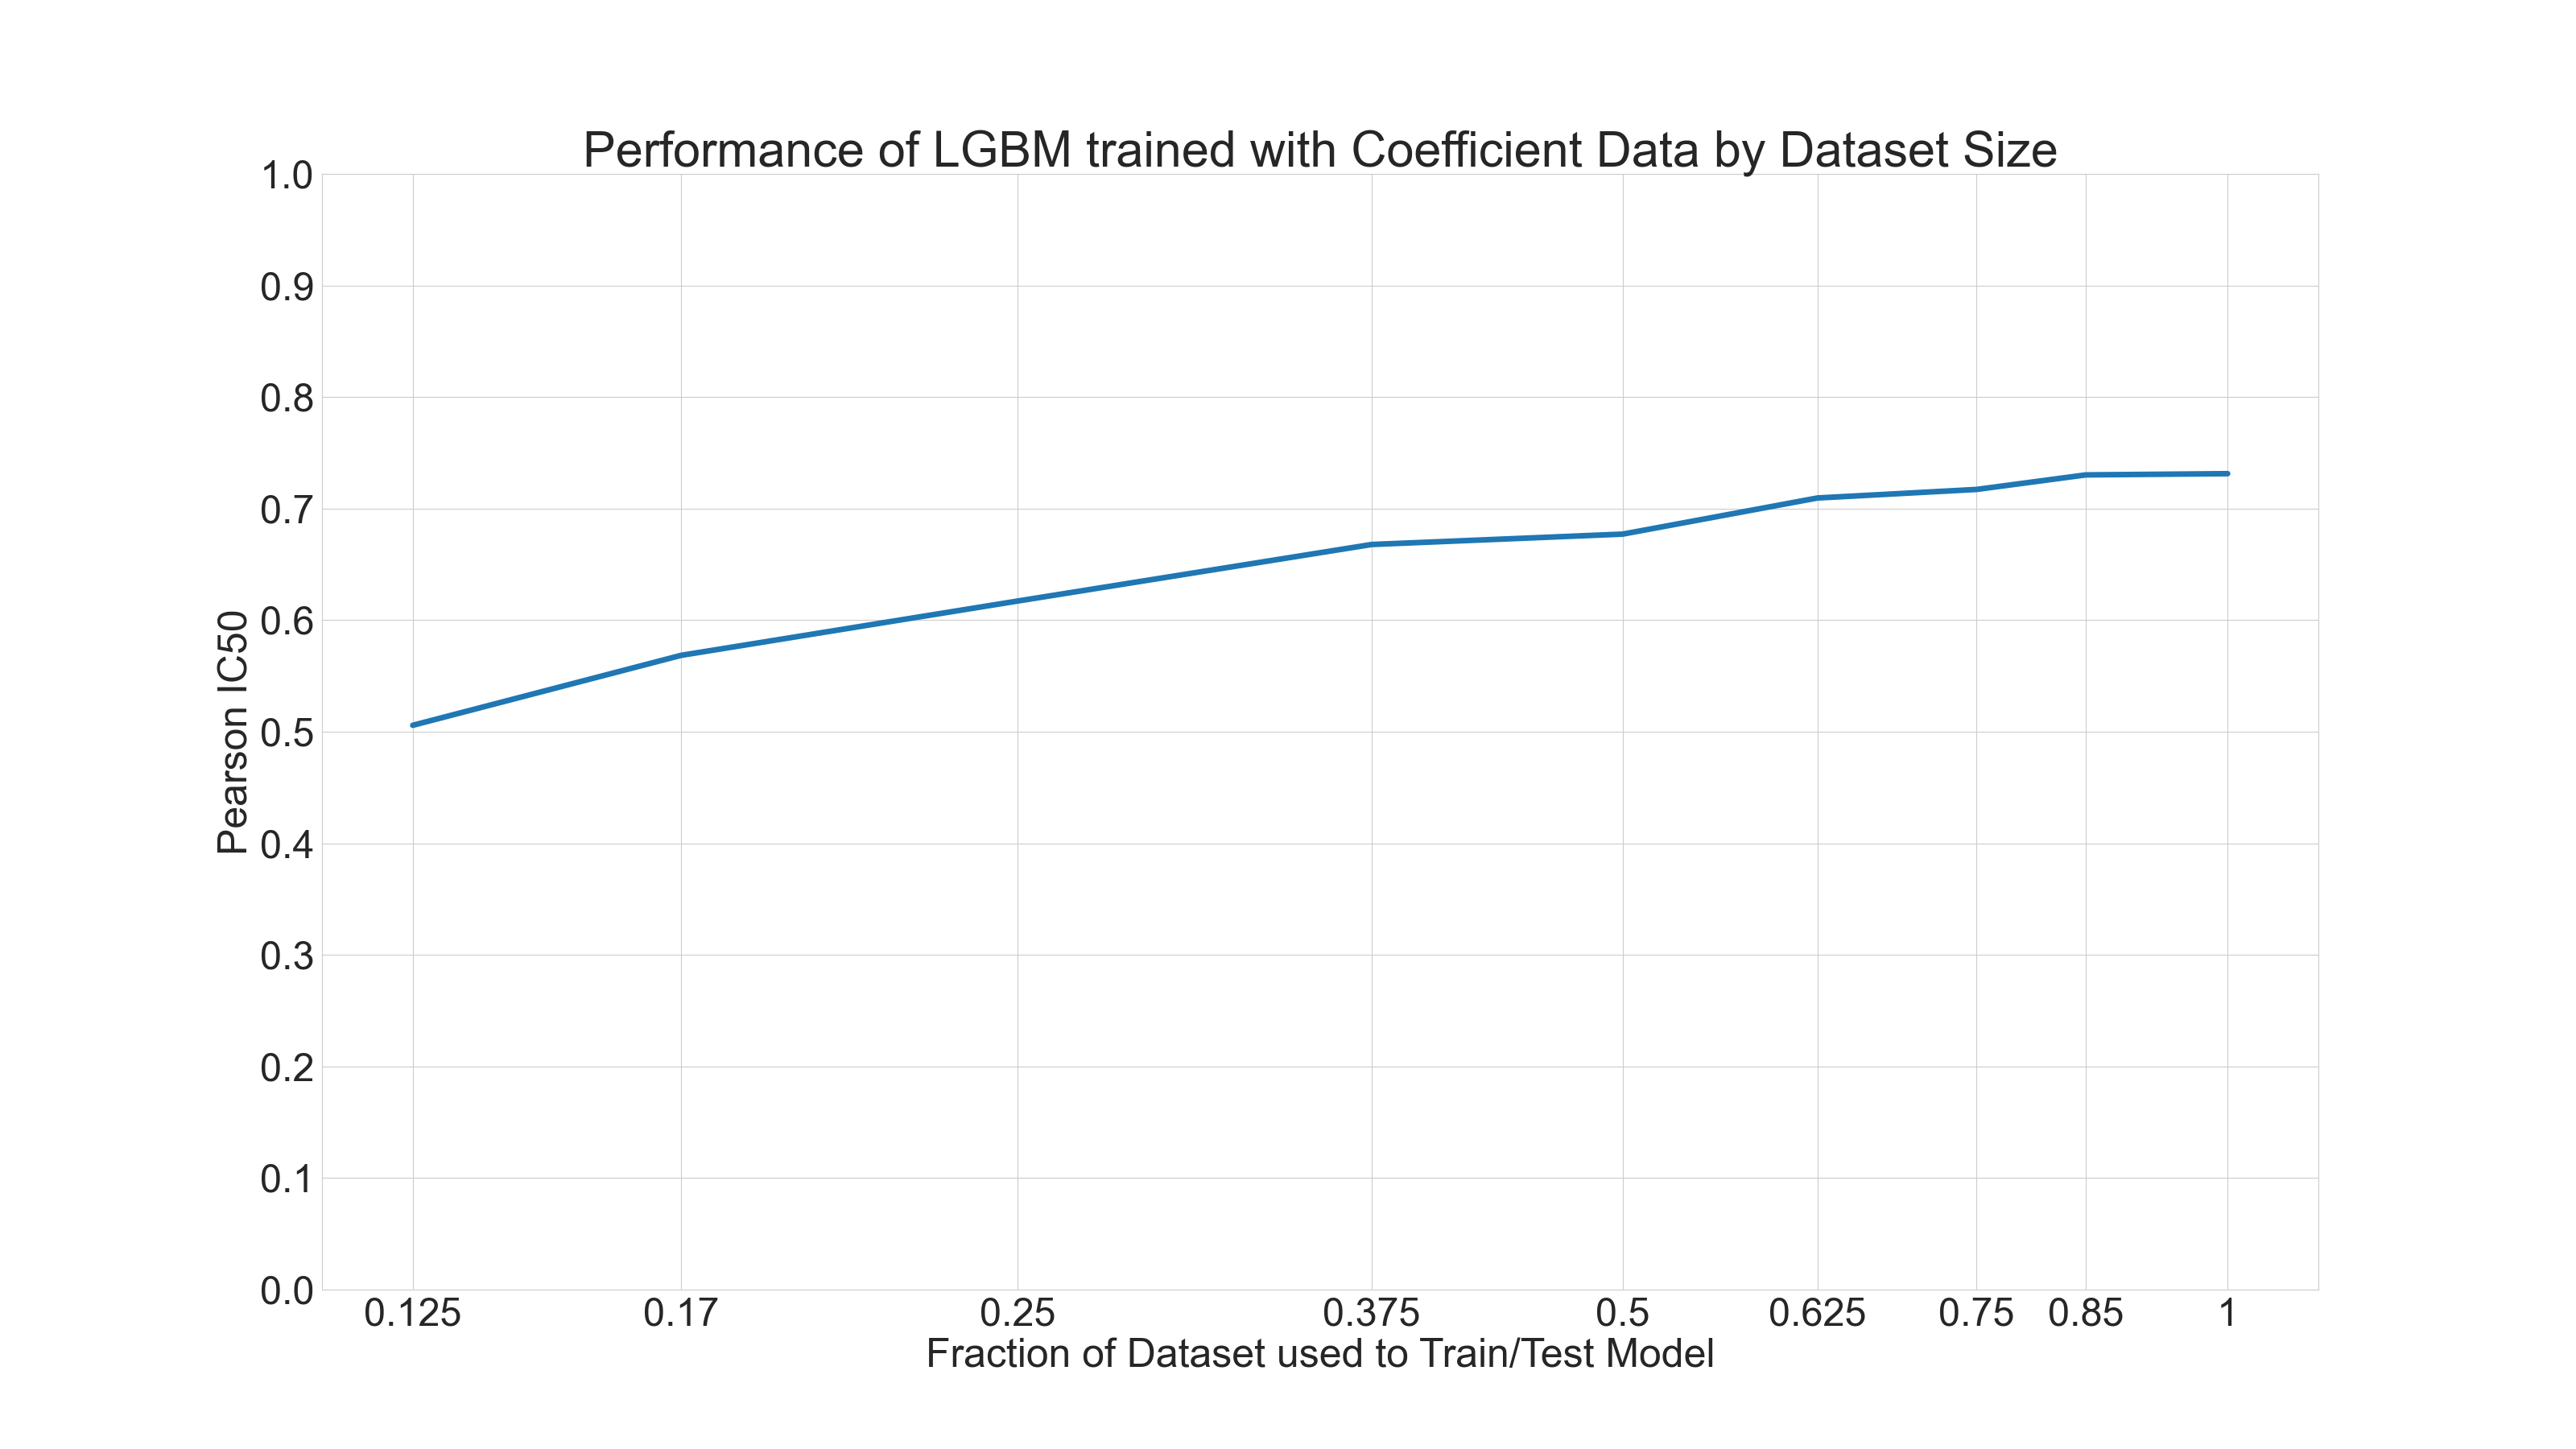 Performance of LGBM trained with Coefficient Data by Dataset Size
1.0
0.9
0.8
0.7
0.6
0.5
0.4
0.3
0.2
0.1
0.0
Pearson IC50
0.125 0.17 0.25 0.375 0.5 0.625 0.75 0.85 1
Fraction of Dataset used to Train/Test Model